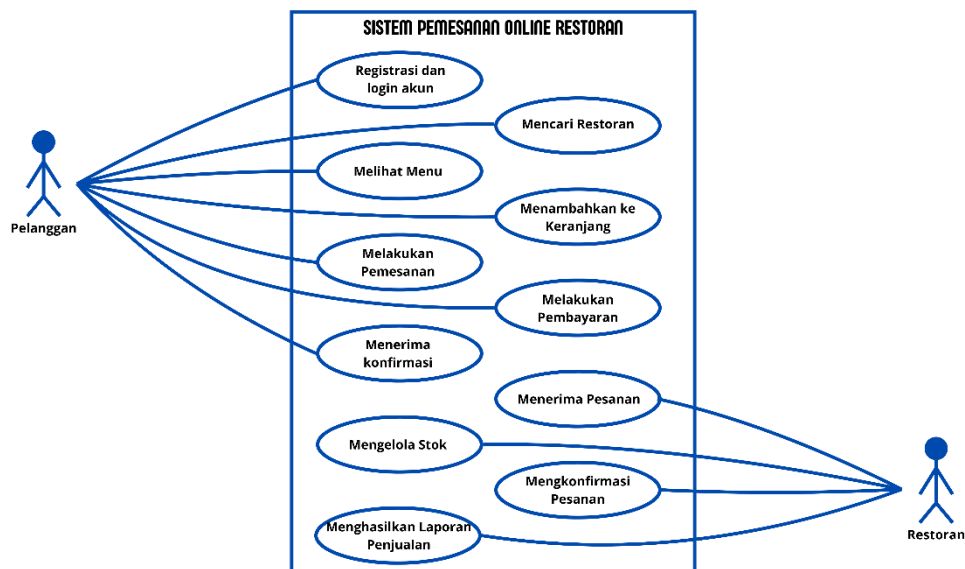 SISTEM PEMESANAN ONLINE RESTORAN
Registrasi dan
login akun
Mencari Restoran
Melihat Menu
Pelanggan
Menambahkan ke
Keranjang
Melakukan
Pemesanan
Melakukan
Pembayaran
Menerima
konfirmasi
Menerima Pesanan
Mengelola Stok
Mengkonfirmasi
Pesanan
Menghasilkan Laporan
Penjualan
Restoran